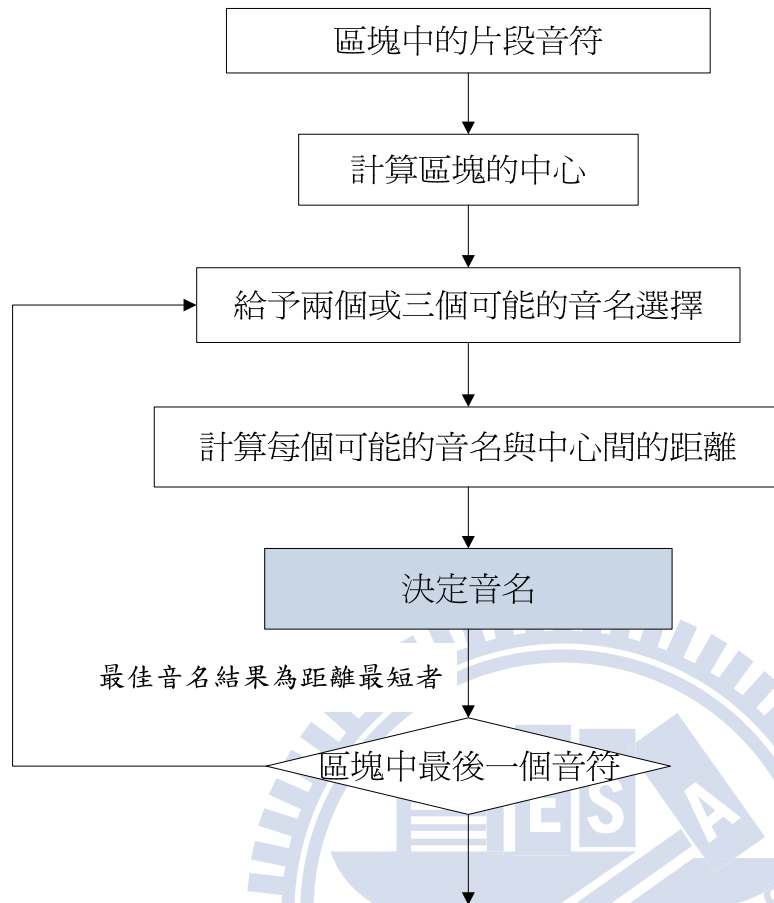 區塊中的片段音符
計算區塊的中心
給予兩個或三個可能的音名選擇
計算每個可能的音名與中心間的距離
決定音名
最佳音名結果為距離最短者
區塊中最後一個音符
ESA